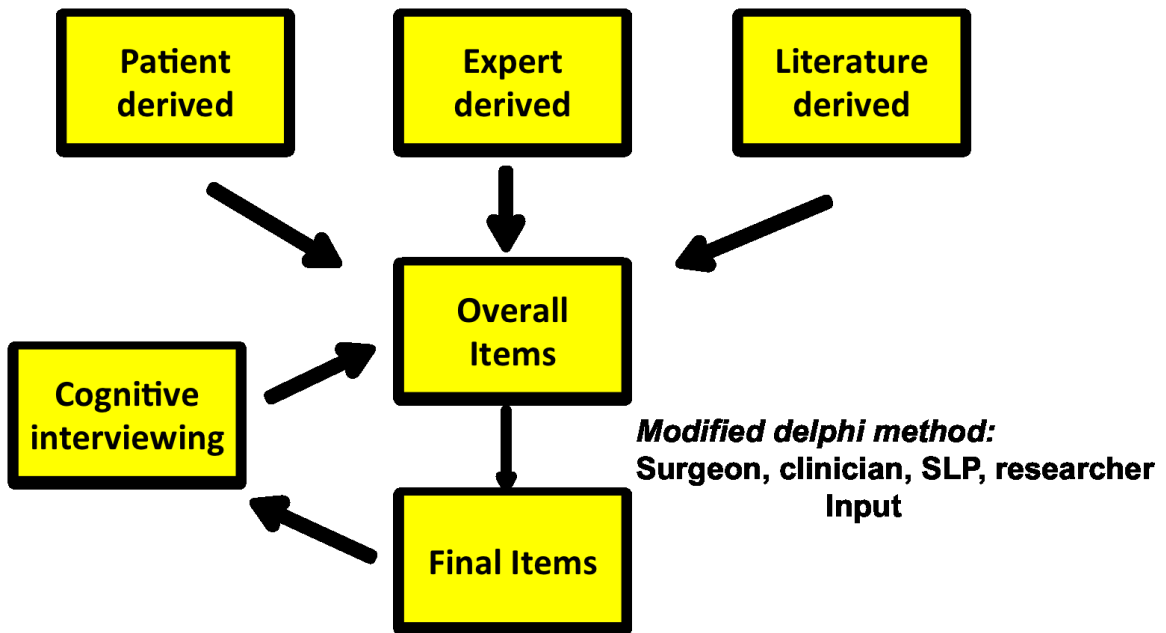 Patient
derived
Expert
derived
Literature
derived
Overall
Items
Cognitive
interviewing
Modified delphi method:
Surgeon, clinician, SLP, researcher
Input
Final Items